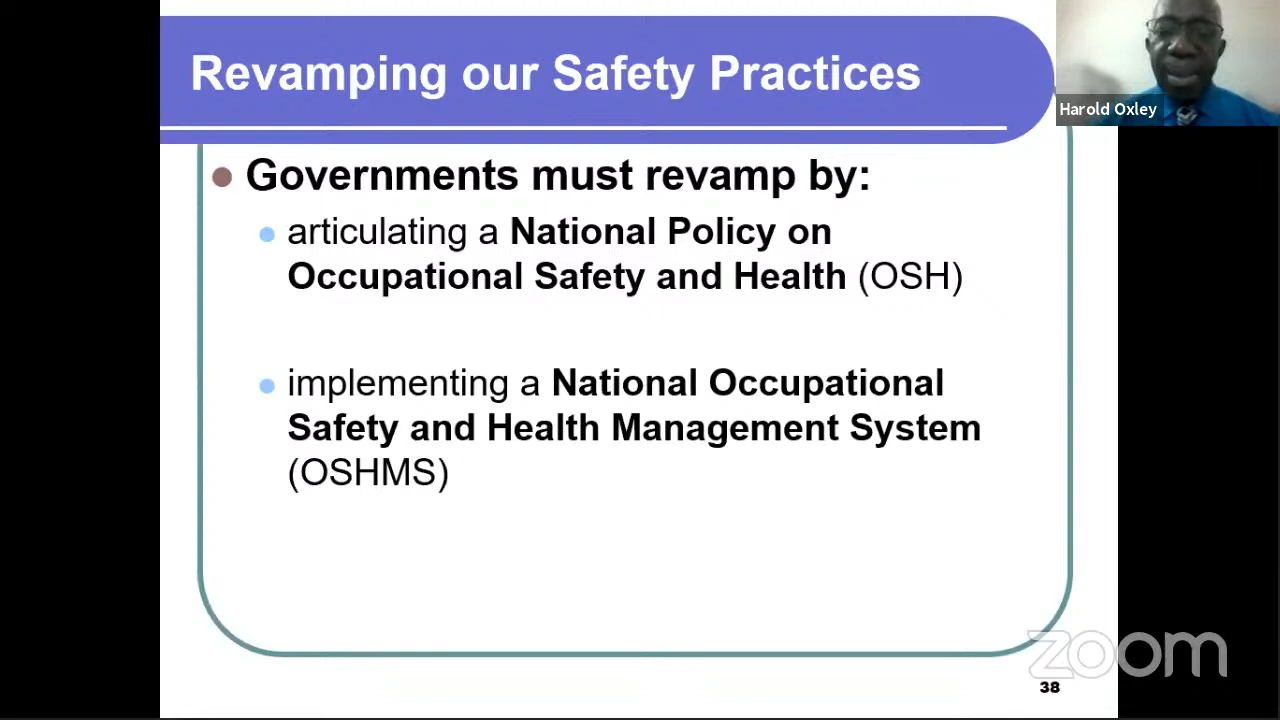 Revamping our Safety Practices
Harold Oxley
Governments must revamp by:
articulating a National Policy on
Occupational Safety and Health (OSH)
implementing a National Occupational
Safety and Health Management System
(OSHMS)
zoom
38